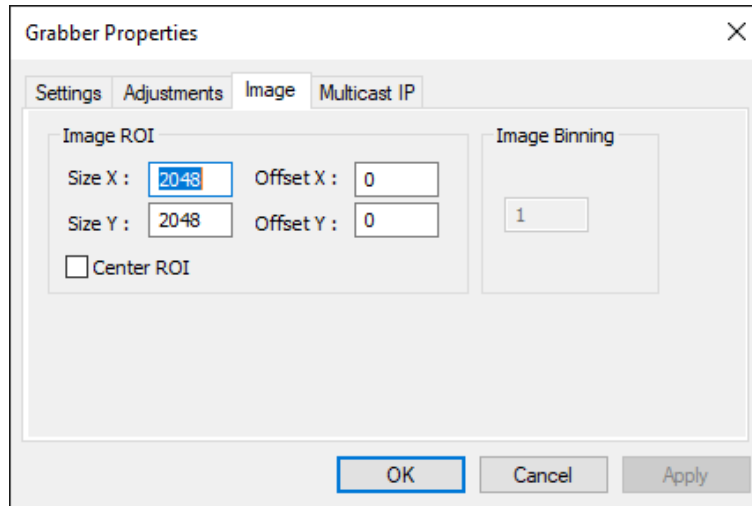 Grabber Properties
Settings Adjustments Image Multicast IP
Image ROI
Size X : 2048 Offset X : 0
Size Y : 2048 Offset Y : 0
Center ROI
Image Binning
1
OK Cancel Apply